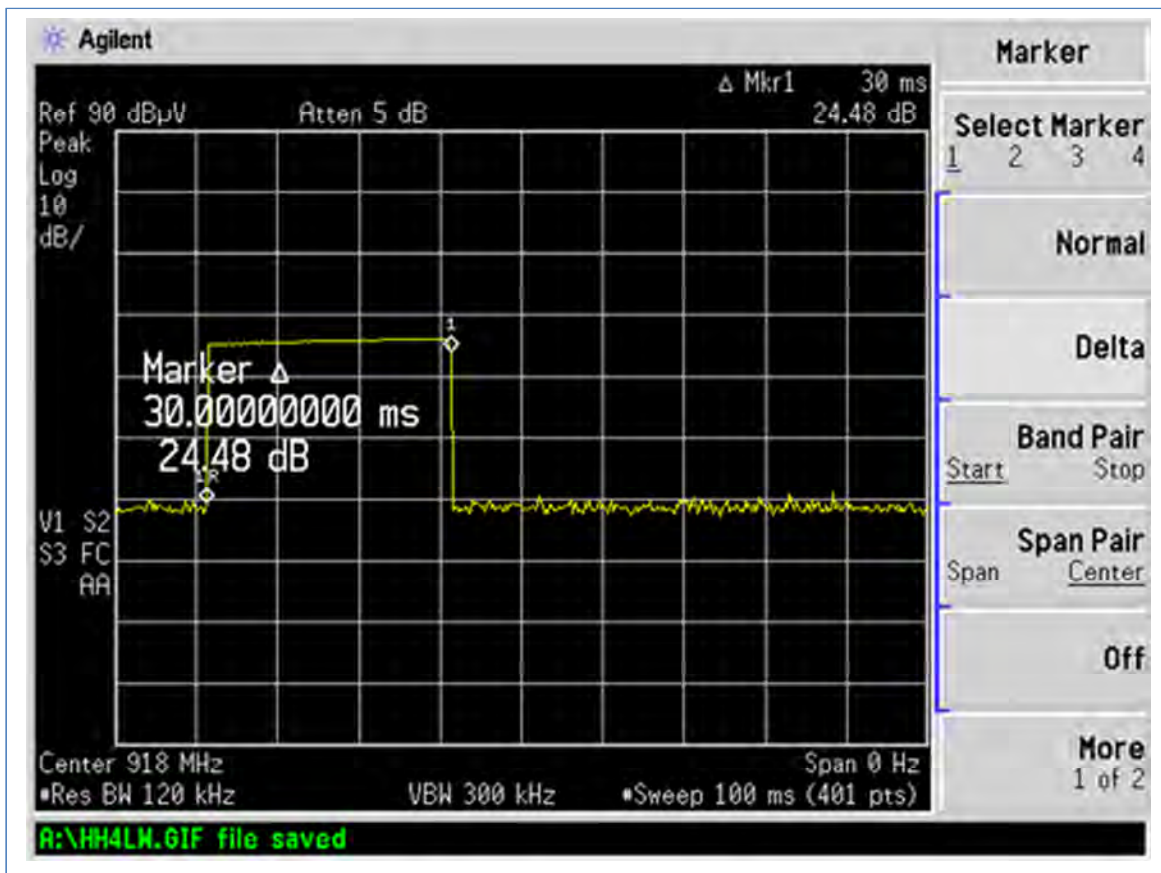 Agilent
Marker
Δ Mkr1 30 ms
Ref 90 dBµV Atten 5 dB 24.48 dB
Peak
Log
10
dB/
1
Marker Δ
30.00000000 ms
24.48 dB
R
V1 S2
S3 FC
AA
Center 918 MHz Span 0 Hz
*Res BW 120 kHz VBW 300 kHz *Sweep 100 ms (401 pts)
A:\HH4LW.GIF file saved
Select Marker
1 2 3 4
Normal
Delta
Band Pair
Start Stop
Span Pair
Span Center
Off
More
1 of 2